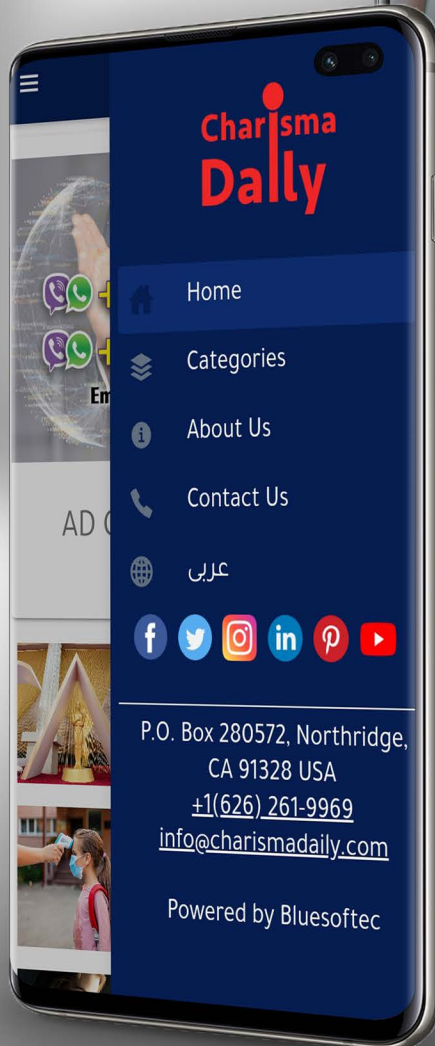 Charisma
Daily
Home
Categories
About Us
Contact Us
عربى
P.O. Box 280572, Northridge,
CA 91328 USA
+1(626) 261-9969
info@charismadaily.com
Powered by Bluesoftec
Em
AD